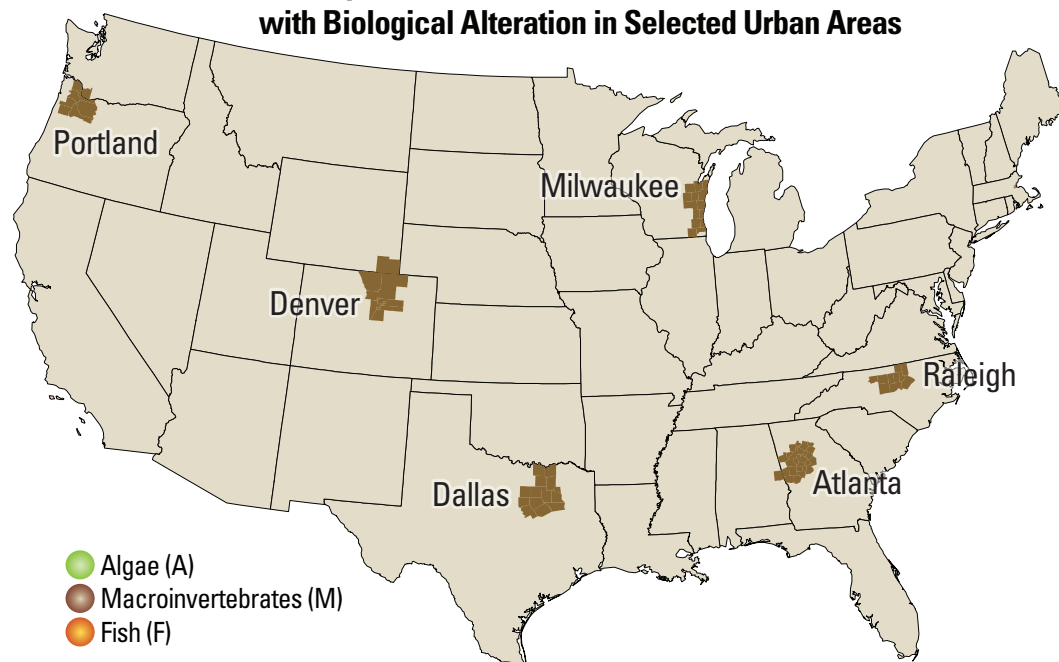 with Biological Alteration in Selected Urban Areas
Portland
Milwaukee
Denver
Raleigh
Dallas
Atlanta
Algae (A)
Macroinvertebrates (M)
Fish (F)